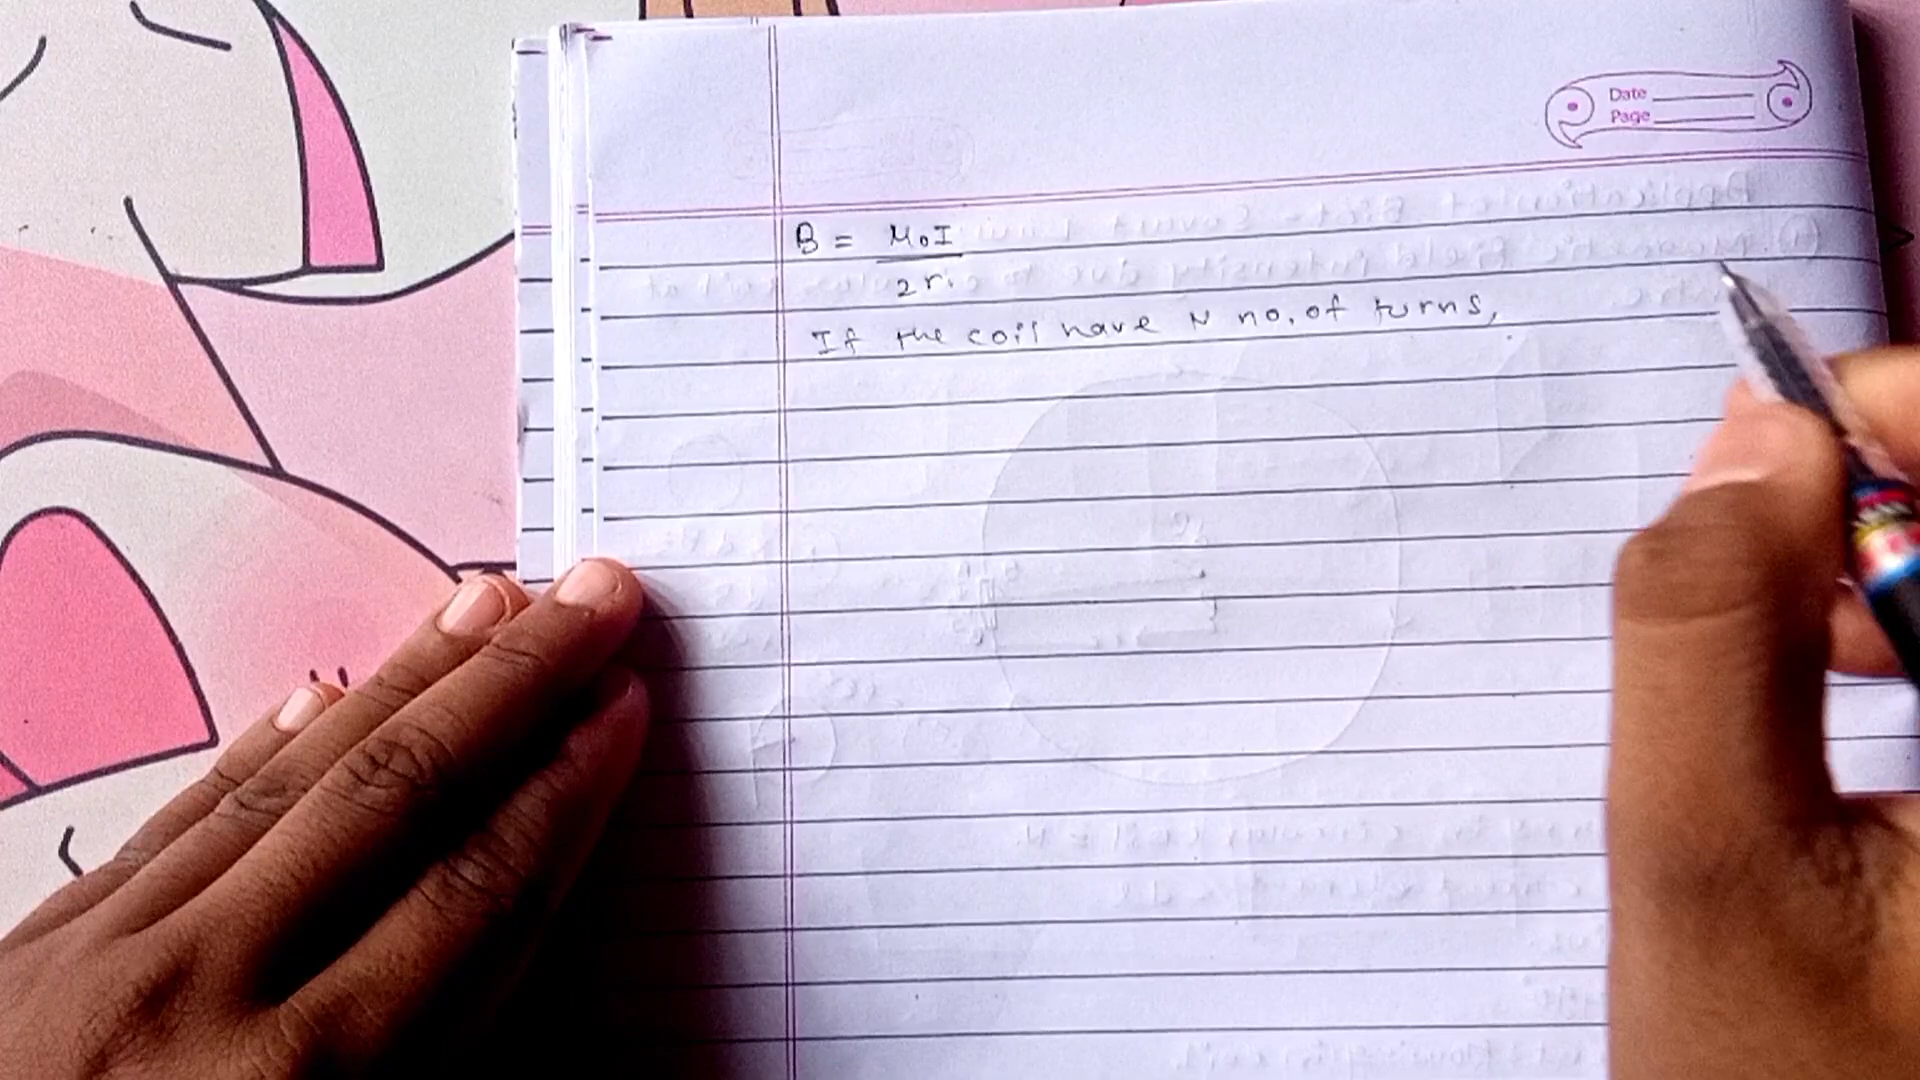 Date
Page
B = μ₀I
2r.
If the coil have N no. of turns,